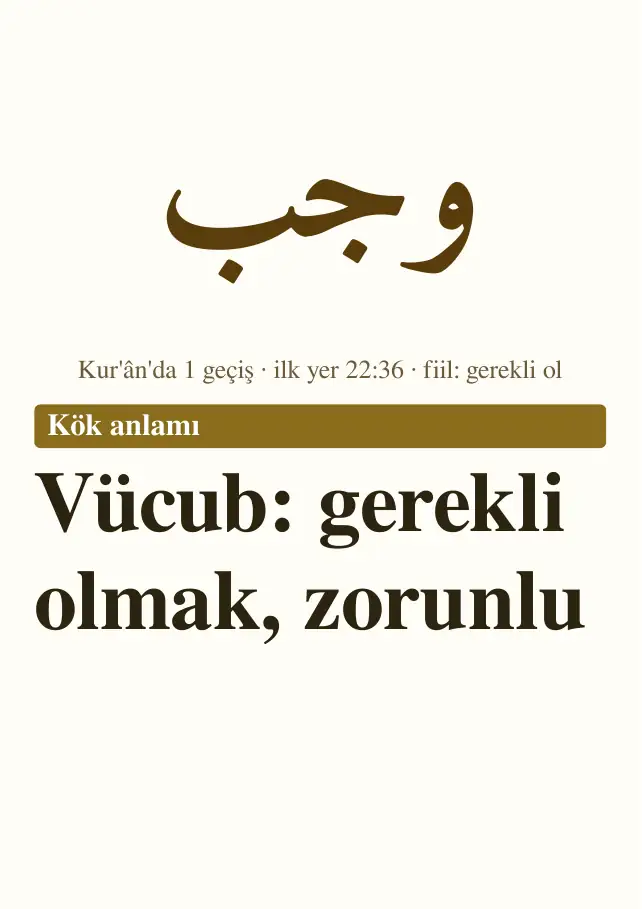 وجب
Kur'ân'da 1 geçiş · ilk yer 22:36 · fiil: gerekli ol
Kök anlamı
Vücub: gerekli
olmak, zorunlu